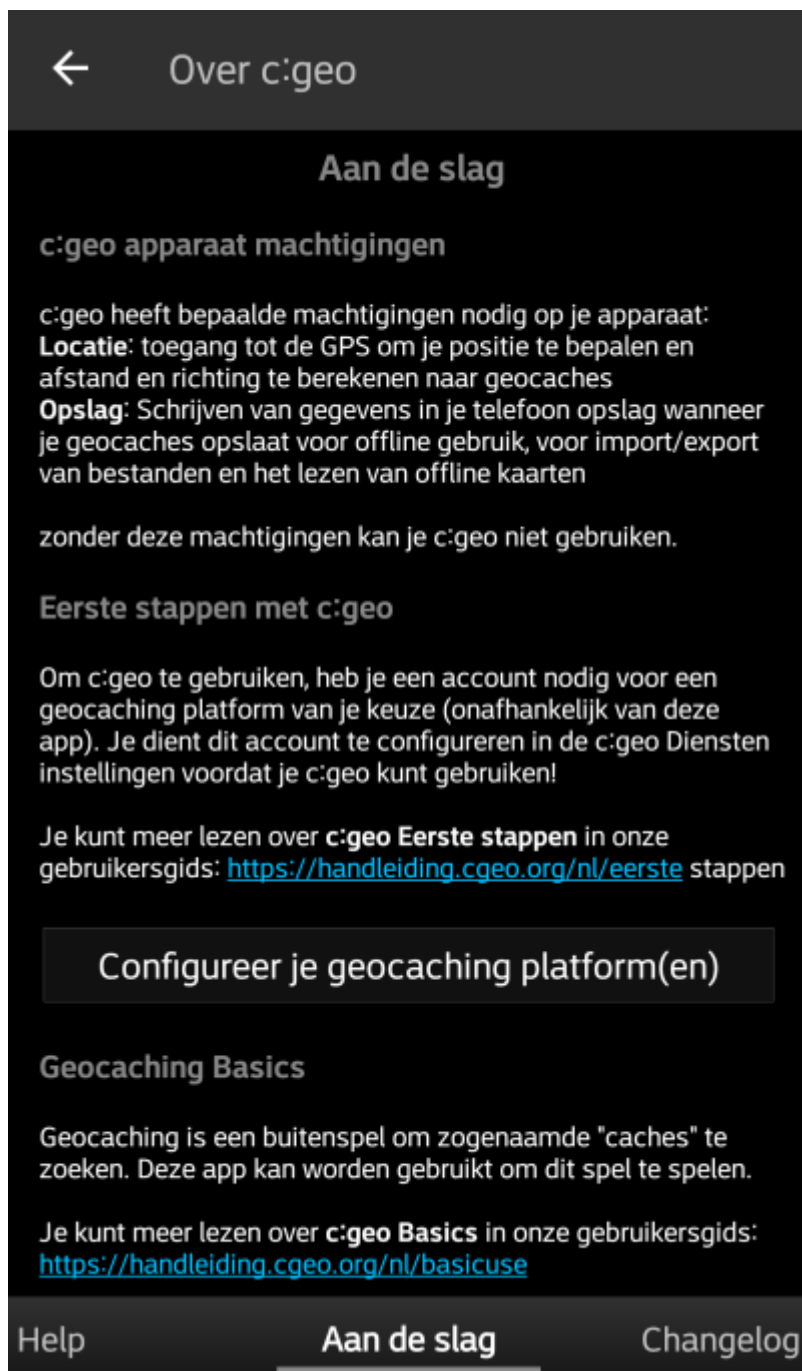 Over c:geo
Aan de slag
c:geo apparaat machtigingen
c:geo heeft bepaalde machtigingen nodig op je apparaat:
Locatie: toegang tot de GPS om je positie te bepalen en
afstand en richting te berekenen naar geocaches
Opslag: Schrijven van gegevens in je telefoon opslag wanneer
je geocaches opslaat voor offline gebruik, voor import/export
van bestanden en het lezen van offline kaarten
zonder deze machtigingen kan je c:geo niet gebruiken.
Eerste stappen met c:geo
Om c:geo te gebruiken, heb je een account nodig voor een
geocaching platform van je keuze (onafhankelijk van deze
app). Je dient dit account te configureren in de c:geo Diensten
instellingen voordat je c:geo kunt gebruiken!
Je kunt meer lezen over c:geo Eerste stappen in onze
gebruikersgids: https://handleiding.cgeo.org/nl/eerste stappen
Configureer je geocaching platform(en)
Geocaching Basics
Geocaching is een buitenspel om zogenaamde "caches" te
zoeken. Deze app kan worden gebruikt om dit spel te spelen.
Je kunt meer lezen over c:geo Basics in onze gebruikersgids:
https://handleiding.cgeo.org/nl/basicuse
Help Aan de slag Changelog